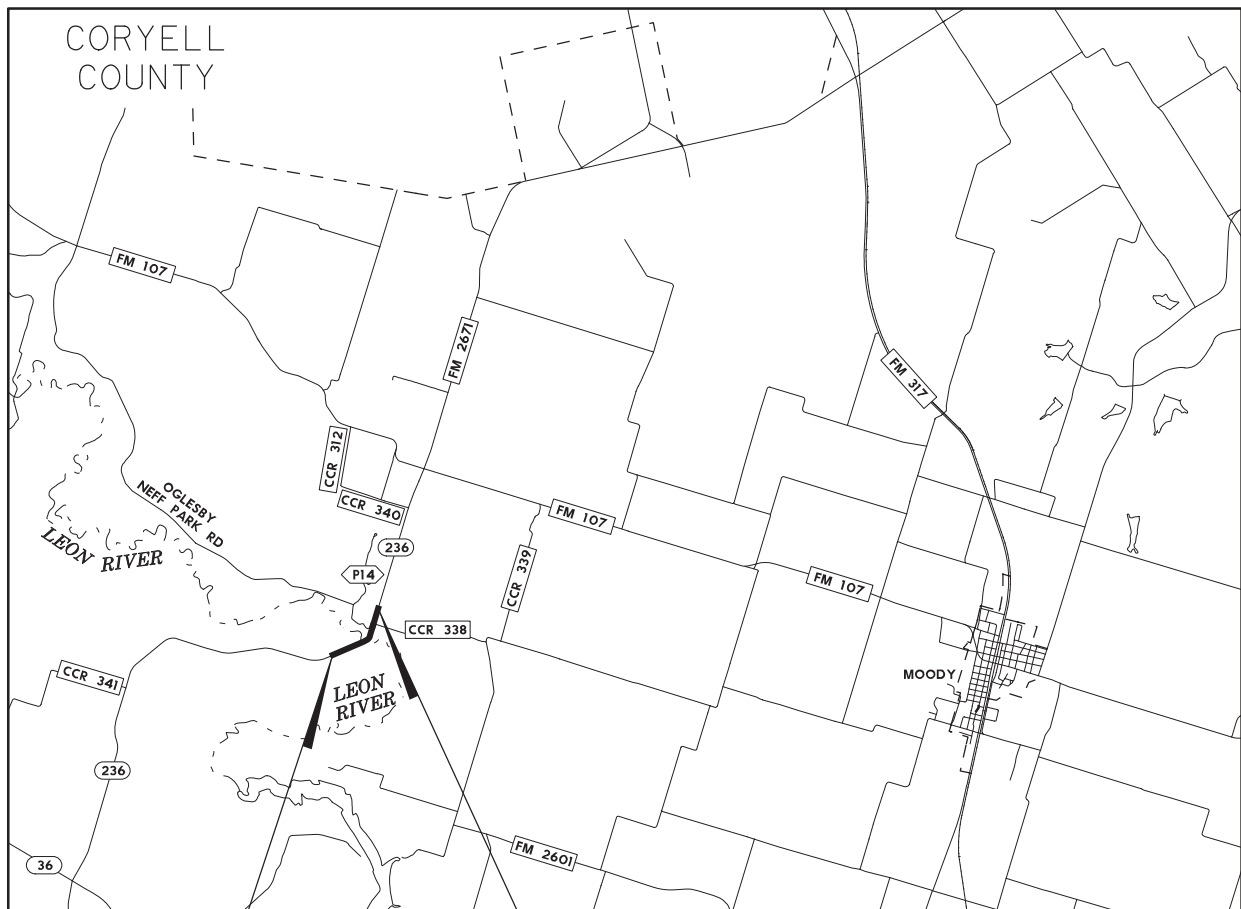 CORYELL
COUNTY
FM 107
FM 2671
FM 317
CCR 312
CCR 340
OGLESBY
NEFF PARK RD
LEON RIVER
236
P14
FM 107
CCR 339
FM 107
CCR 338
CCR 341
LEON
RIVER
MOODY
236
36
FM 2601